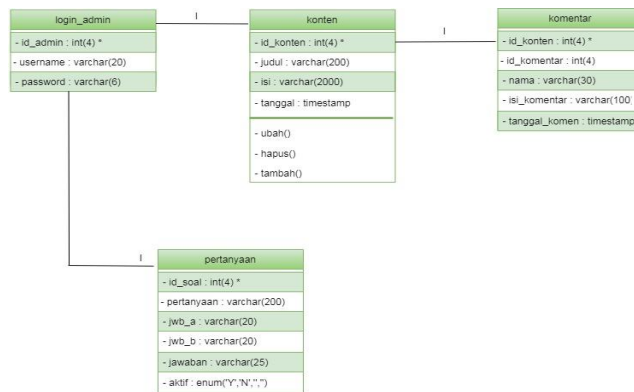 login_admin
- id_admin : int(4) *
- username : varchar(20)
- password : varchar(6)
l
konten
- id_konten : int(4) *
- judul : varchar(200)
- isi : varchar(2000)
- tanggal : timestamp
- ubah()
- hapus()
- tambah()
l
komentar
- id_konten : int(4) *
- id_komentar : int(4)
- nama : varchar(30)
- isi_komentar : varchar(100)
- tanggal_komen : timestamp
l
pertanyaan
- id_soal : int(4) *
- pertanyaan : varchar(200)
- jwb_a : varchar(20)
- jwb_b : varchar(20)
- jawaban : varchar(25)
- aktif : enum('Y','N','','')